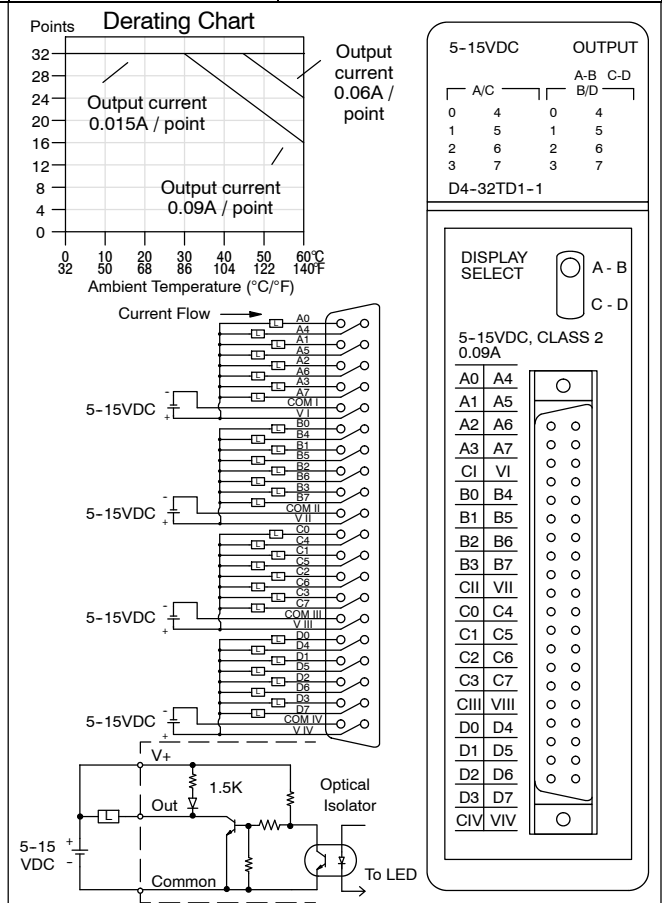 Points
Derating Chart
32
28
24
20
16
12
8
4
0
Output current
0.015A / point
Output current
0.06A /
point
Output current
0.09A / point
0 10 20 30 40 50 60°C
32 50 68 86 104 122 140°F
Ambient Temperature (°C/°F)
Current Flow
L A0
L A4
L A1
L A5
L A2
L A6
L A3
L A7
COM I
V I
5-15VDC - +
L B0
L B4
L B1
L B5
L B2
L B6
L B3
L B7
COM II
V II
5-15VDC - +
L C0
L C4
L C1
L C5
L C2
L C6
L C3
L C7
COM III
V III
5-15VDC - +
L D0
L D4
L D1
L D5
L D2
L D6
L D3
L D7
COM IV
V IV
5-15VDC - +
V+
1.5K
Optical
Isolator
L
Out
5-15
VDC
+
-
Common
To LED
5-15VDC OUTPUT
A-B C-D
A/C B/D
0 4 0 4
1 5 1 5
2 6 2 6
3 7 3 7
D4-32TD1-1
DISPLAY
SELECT
A - B
C - D
5-15VDC, CLASS 2
0.09A
A0 A4
A1 A5
A2 A6
A3 A7
CI VI
B0 B4
B1 B5
B2 B6
B3 B7
CII VII
C0 C4
C1 C5
C2 C6
C3 C7
CIII VIII
D0 D4
D1 D5
D2 D6
D3 D7
CIV VIV